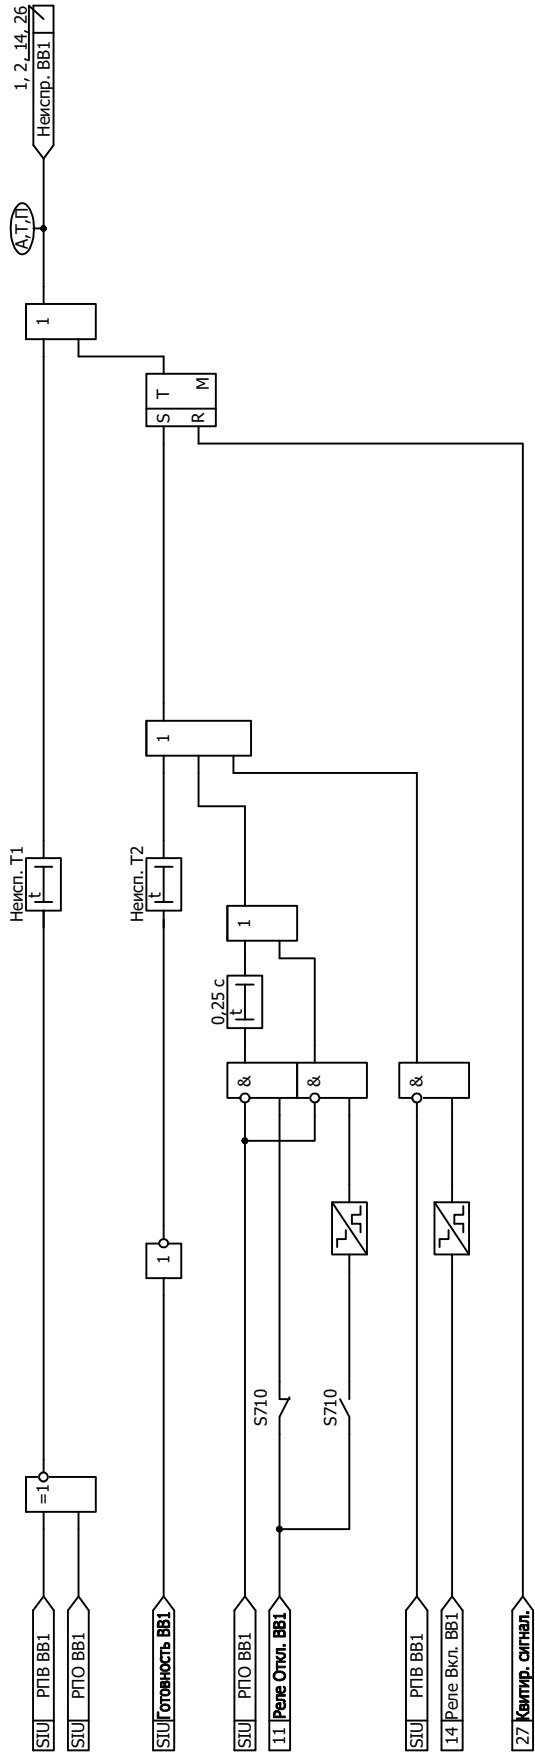 1, 2, 14, 26
Неиспр. ВВ1
А,Т,П
1
S T
R M
1
Неисп. Т1
t
Неисп. Т2
t
1
0,25 с
t
&
&
&
1
S710
S710
=1
SIU РПВ ВВ1
SIU РПО ВВ1
SIU Готовность ВВ1
SIU РПО ВВ1
11 Реле Откл. ВВ1
SIU РПВ ВВ1
14 Реле Вкл. ВВ1
27 Квитир. сигнал.